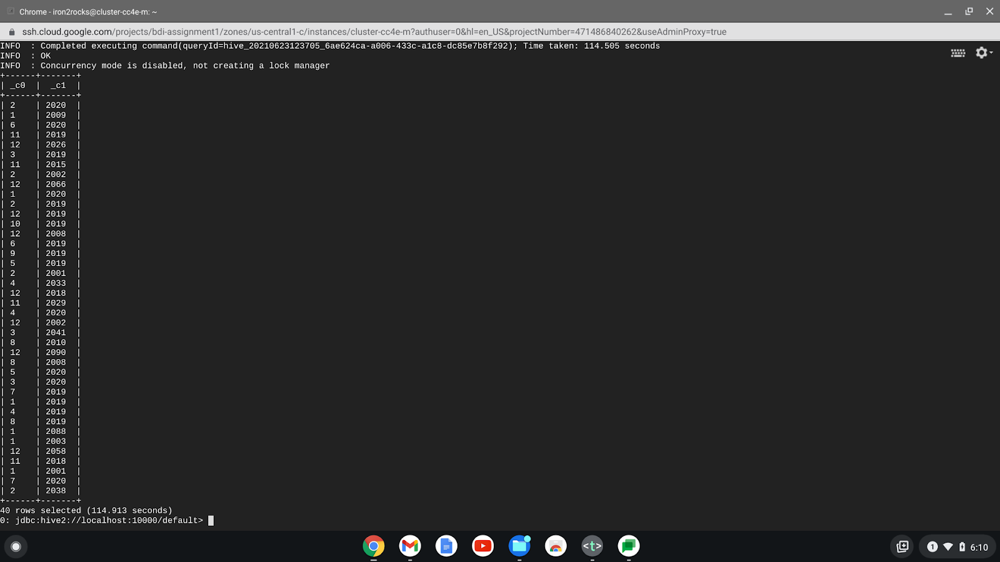 Chrome - iron2rocks@cluster-cc4e-m: ~
ssh.cloud.google.com/projects/bdi-assignment1/zones/us-central1-c/instances/cluster-cc4e-m?authuser=0&hl=en_US&projectNumber=471486840262&useAdminProxy=true
INFO  : Completed executing command(queryId=hive_20210623123705_6ae624ca-a006-433c-a1c8-dc85e7b8f292); Time taken: 114.505 seconds
INFO  : OK
INFO  : Concurrency mode is disabled, not creating a lock manager
+------+-------+
| _c0  |  _c1  |
+------+-------+
| 2    | 2020  |
| 1    | 2009  |
| 6    | 2020  |
| 11   | 2019  |
| 12   | 2026  |
| 3    | 2019  |
| 11   | 2015  |
| 2    | 2002  |
| 12   | 2066  |
| 1    | 2020  |
| 2    | 2019  |
| 12   | 2019  |
| 10   | 2019  |
| 12   | 2008  |
| 6    | 2019  |
| 9    | 2019  |
| 5    | 2019  |
| 2    | 2001  |
| 4    | 2033  |
| 12   | 2018  |
| 11   | 2029  |
| 4    | 2020  |
| 12   | 2002  |
| 3    | 2041  |
| 8    | 2010  |
| 12   | 2090  |
| 8    | 2008  |
| 5    | 2020  |
| 3    | 2020  |
| 7    | 2019  |
| 1    | 2019  |
| 4    | 2019  |
| 8    | 2019  |
| 1    | 2088  |
| 1    | 2003  |
| 12   | 2058  |
| 11   | 2018  |
| 1    | 2001  |
| 7    | 2020  |
| 2    | 2038  |
+------+-------+
40 rows selected (114.913 seconds)
0: jdbc:hive2://localhost:10000/default>
<t>
1 6:10